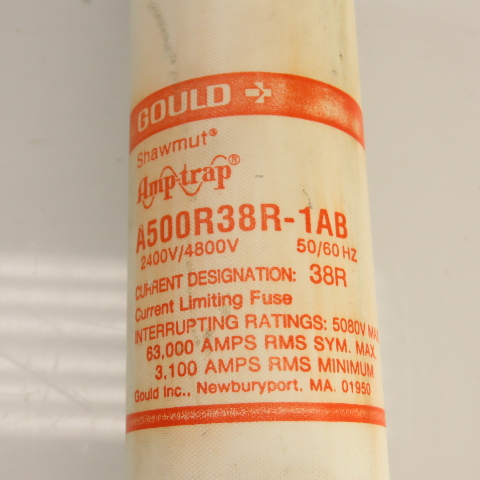 GOULD
Shawmut®
Amp-trap®
A500R38R-1AB
2400V/4800V 50/60 HZ
CURRENT DESIGNATION: 38R
Current Limiting Fuse
INTERRUPTING RATINGS: 5080V MAX
63,000 AMPS RMS SYM. MAX.
3,100 AMPS RMS MINIMUM
Gould Inc., Newburyport, MA. 01950